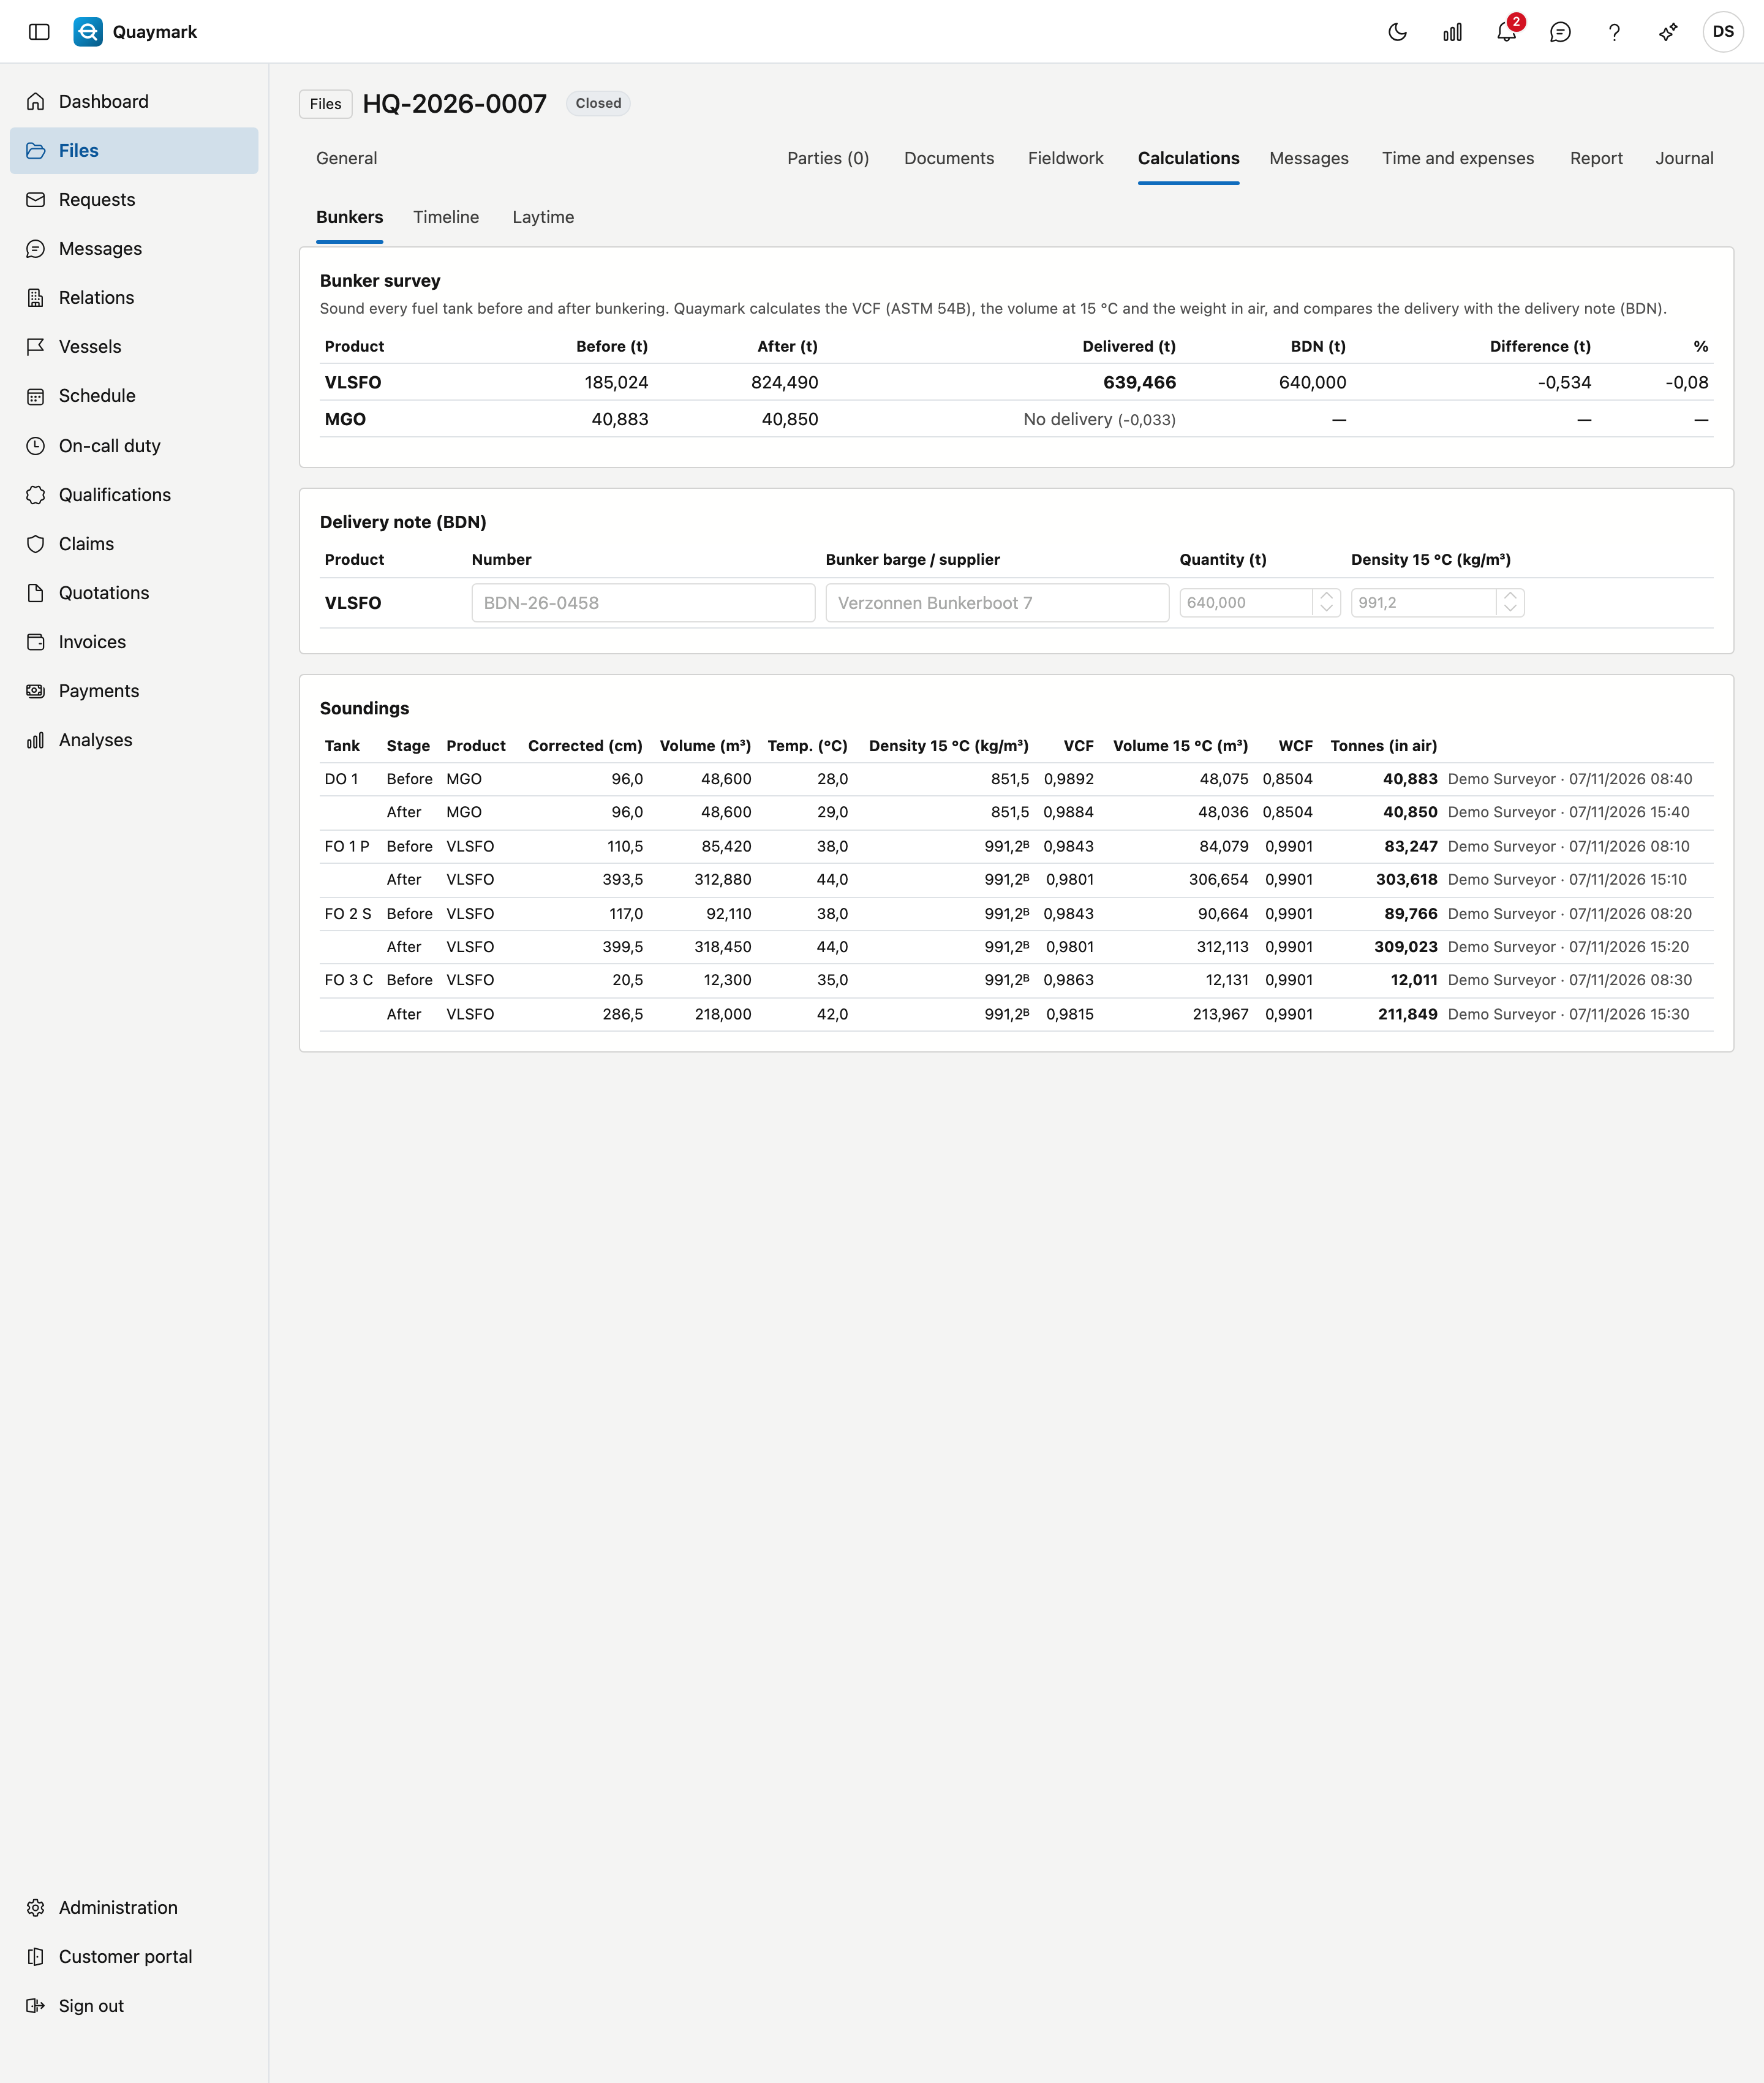 Quaymark
2
DS
Dashboard
Files
Requests
Messages
Relations
Vessels
Schedule
On-call duty
Qualifications
Claims
Quotations
Invoices
Payments
Analyses
Administration
Customer portal
Sign out
Files HQ-2026-0007 Closed
General Parties (0) Documents Fieldwork Calculations Messages Time and expenses Report Journal
Bunkers Timeline Laytime
Bunker survey
Sound every fuel tank before and after bunkering. Quaymark calculates the VCF (ASTM 54B), the volume at 15 °C and the weight in air, and compares the delivery with the delivery note (BDN).
Product Before (t) After (t) Delivered (t) BDN (t) Difference (t) %
VLSFO 185,024 824,490 639,466 640,000 -0,534 -0,08
MGO 40,883 40,850 No delivery (-0,033) — — —
Delivery note (BDN)
Product Number Bunker barge / supplier Quantity (t) Density 15 °C (kg/m³)
VLSFO BDN-26-0458 Verzonnen Bunkerboot 7 640,000 991,2
Soundings
Tank Stage Product Corrected (cm) Volume (m³) Temp. (°C) Density 15 °C (kg/m³) VCF Volume 15 °C (m³) WCF Tonnes (in air)
DO 1 Before MGO 96,0 48,600 28,0 851,5 0,9892 48,075 0,8504 40,883 Demo Surveyor · 07/11/2026 08:40
After MGO 96,0 48,600 29,0 851,5 0,9884 48,036 0,8504 40,850 Demo Surveyor · 07/11/2026 15:40
FO 1 P Before VLSFO 110,5 85,420 38,0 991,2ᴮ 0,9843 84,079 0,9901 83,247 Demo Surveyor · 07/11/2026 08:10
After VLSFO 393,5 312,880 44,0 991,2ᴮ 0,9801 306,654 0,9901 303,618 Demo Surveyor · 07/11/2026 15:10
FO 2 S Before VLSFO 117,0 92,110 38,0 991,2ᴮ 0,9843 90,664 0,9901 89,766 Demo Surveyor · 07/11/2026 08:20
After VLSFO 399,5 318,450 44,0 991,2ᴮ 0,9801 312,113 0,9901 309,023 Demo Surveyor · 07/11/2026 15:20
FO 3 C Before VLSFO 20,5 12,300 35,0 991,2ᴮ 0,9863 12,131 0,9901 12,011 Demo Surveyor · 07/11/2026 08:30
After VLSFO 286,5 218,000 42,0 991,2ᴮ 0,9815 213,967 0,9901 211,849 Demo Surveyor · 07/11/2026 15:30